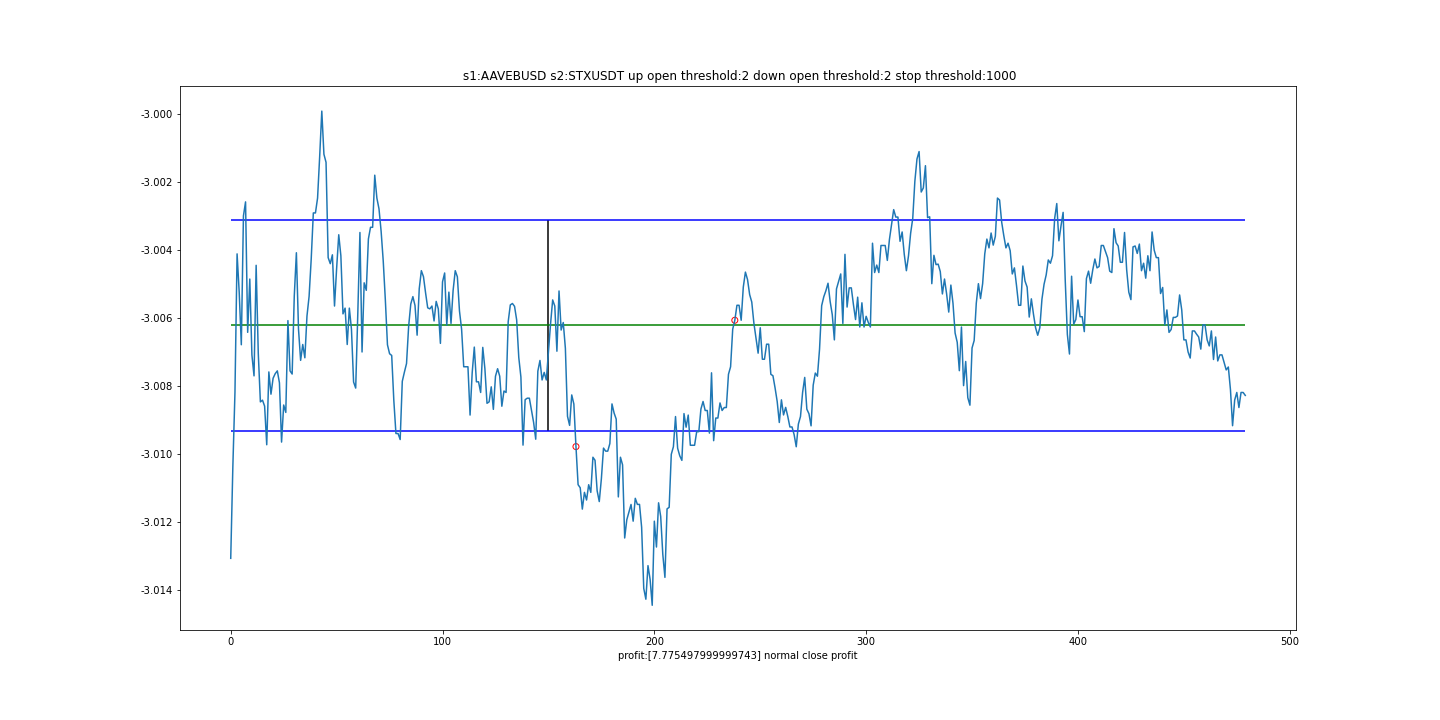 s1:AAVEBUSD s2:STXUSDT up open threshold:2 down open threshold:2 stop threshold:1000
-3.000
-3.002
-3.004
-3.006
-3.008
-3.010
-3.012
-3.014
0 100 200 300 400 500
profit:[7.775497999999743] normal close profit